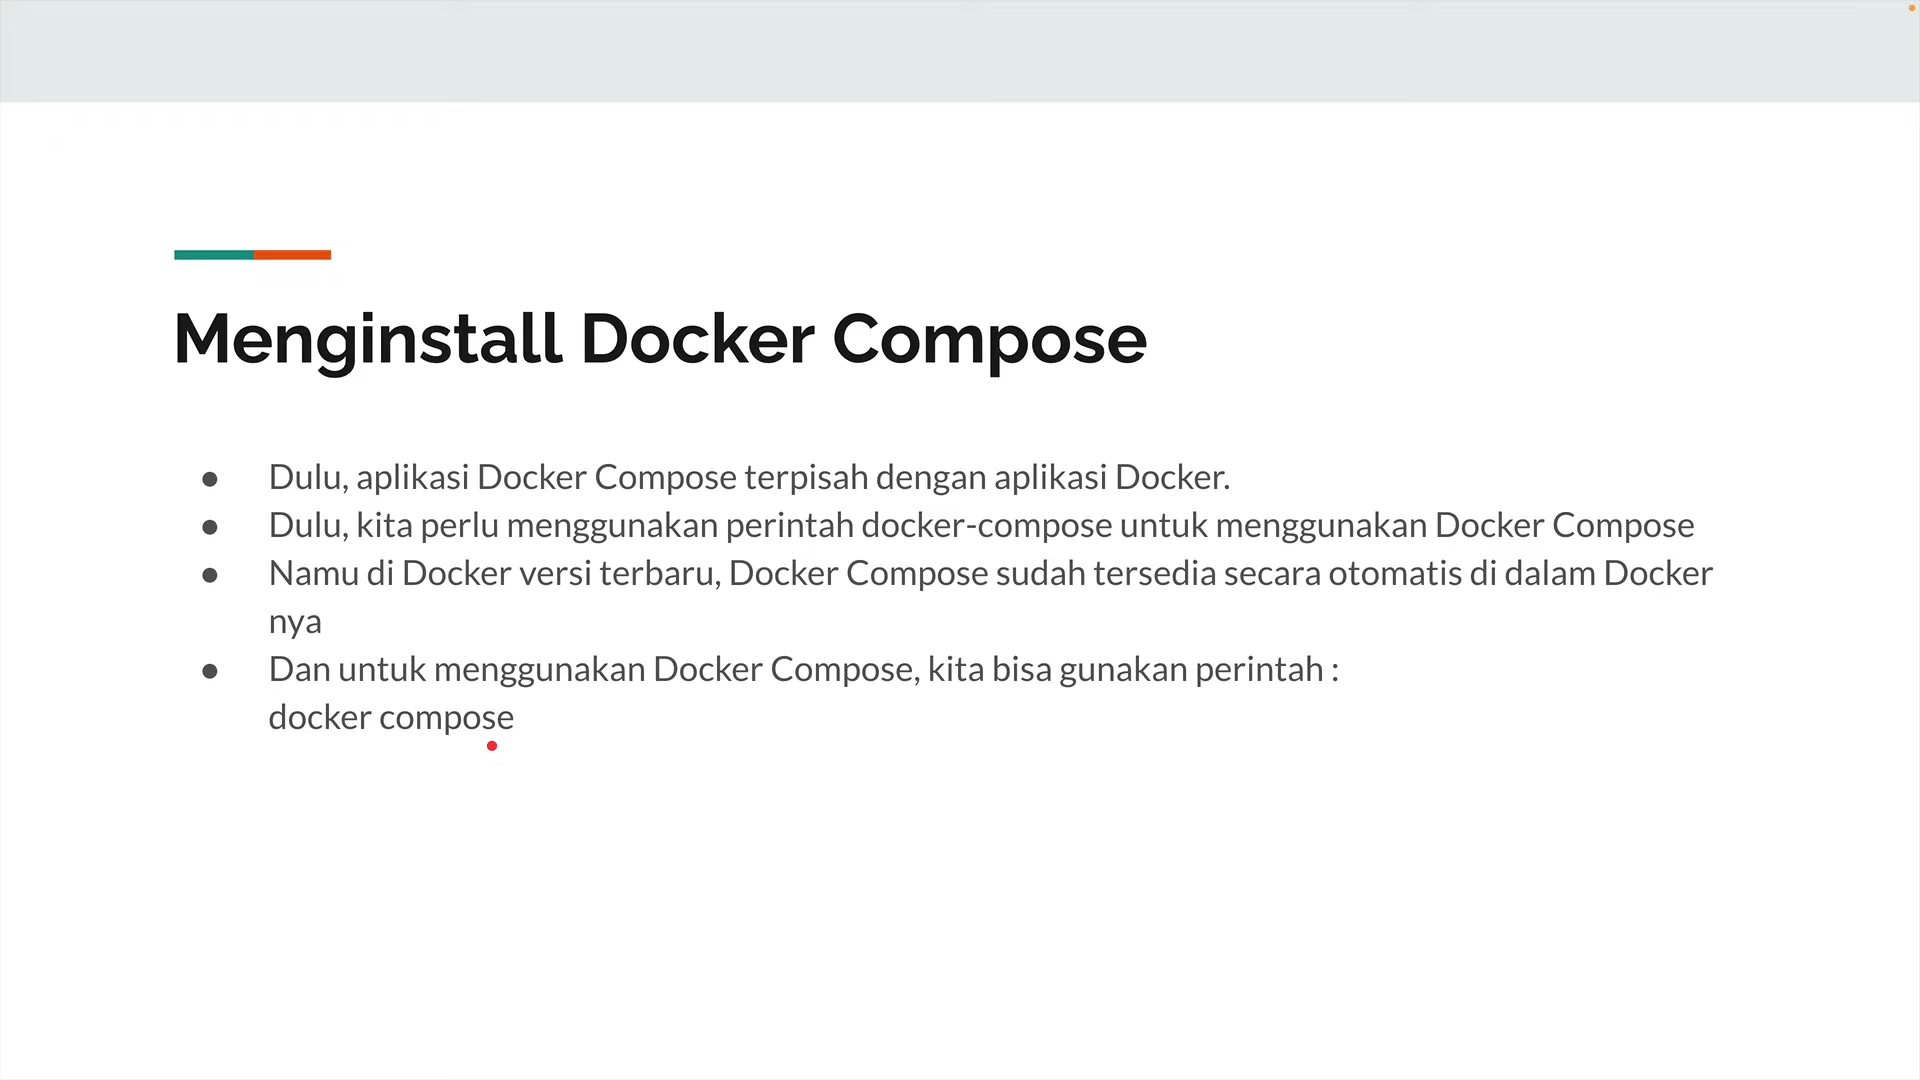 Menginstall Docker Compose
● Dulu, aplikasi Docker Compose terpisah dengan aplikasi Docker.
● Dulu, kita perlu menggunakan perintah docker-compose untuk menggunakan Docker Compose
● Namu di Docker versi terbaru, Docker Compose sudah tersedia secara otomatis di dalam Docker
nya
● Dan untuk menggunakan Docker Compose, kita bisa gunakan perintah :
docker compose